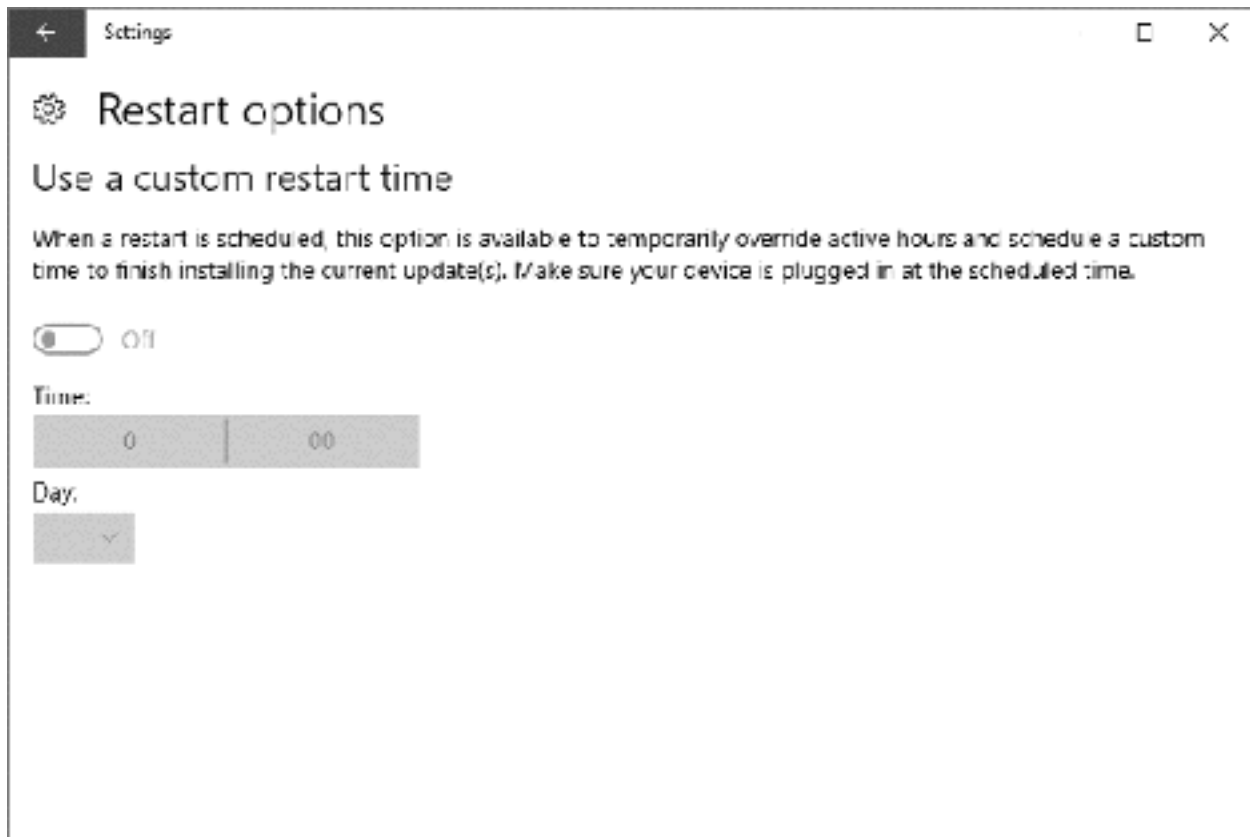 Settings
Restart options
Use a custom restart time
When a restart is scheduled, this option is available to temporarily override active hours and schedule a custom
time to finish installing the current update(s). Make sure your device is plugged in at the scheduled time.
Off
Time:
0 00
Day: